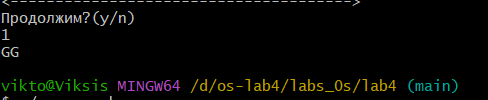 <------------------------------------>
Продолжим?(y/n)
1
GG
vikto@Viksis MINGW64 /d/os-lab4/labs_Os/lab4 (main)